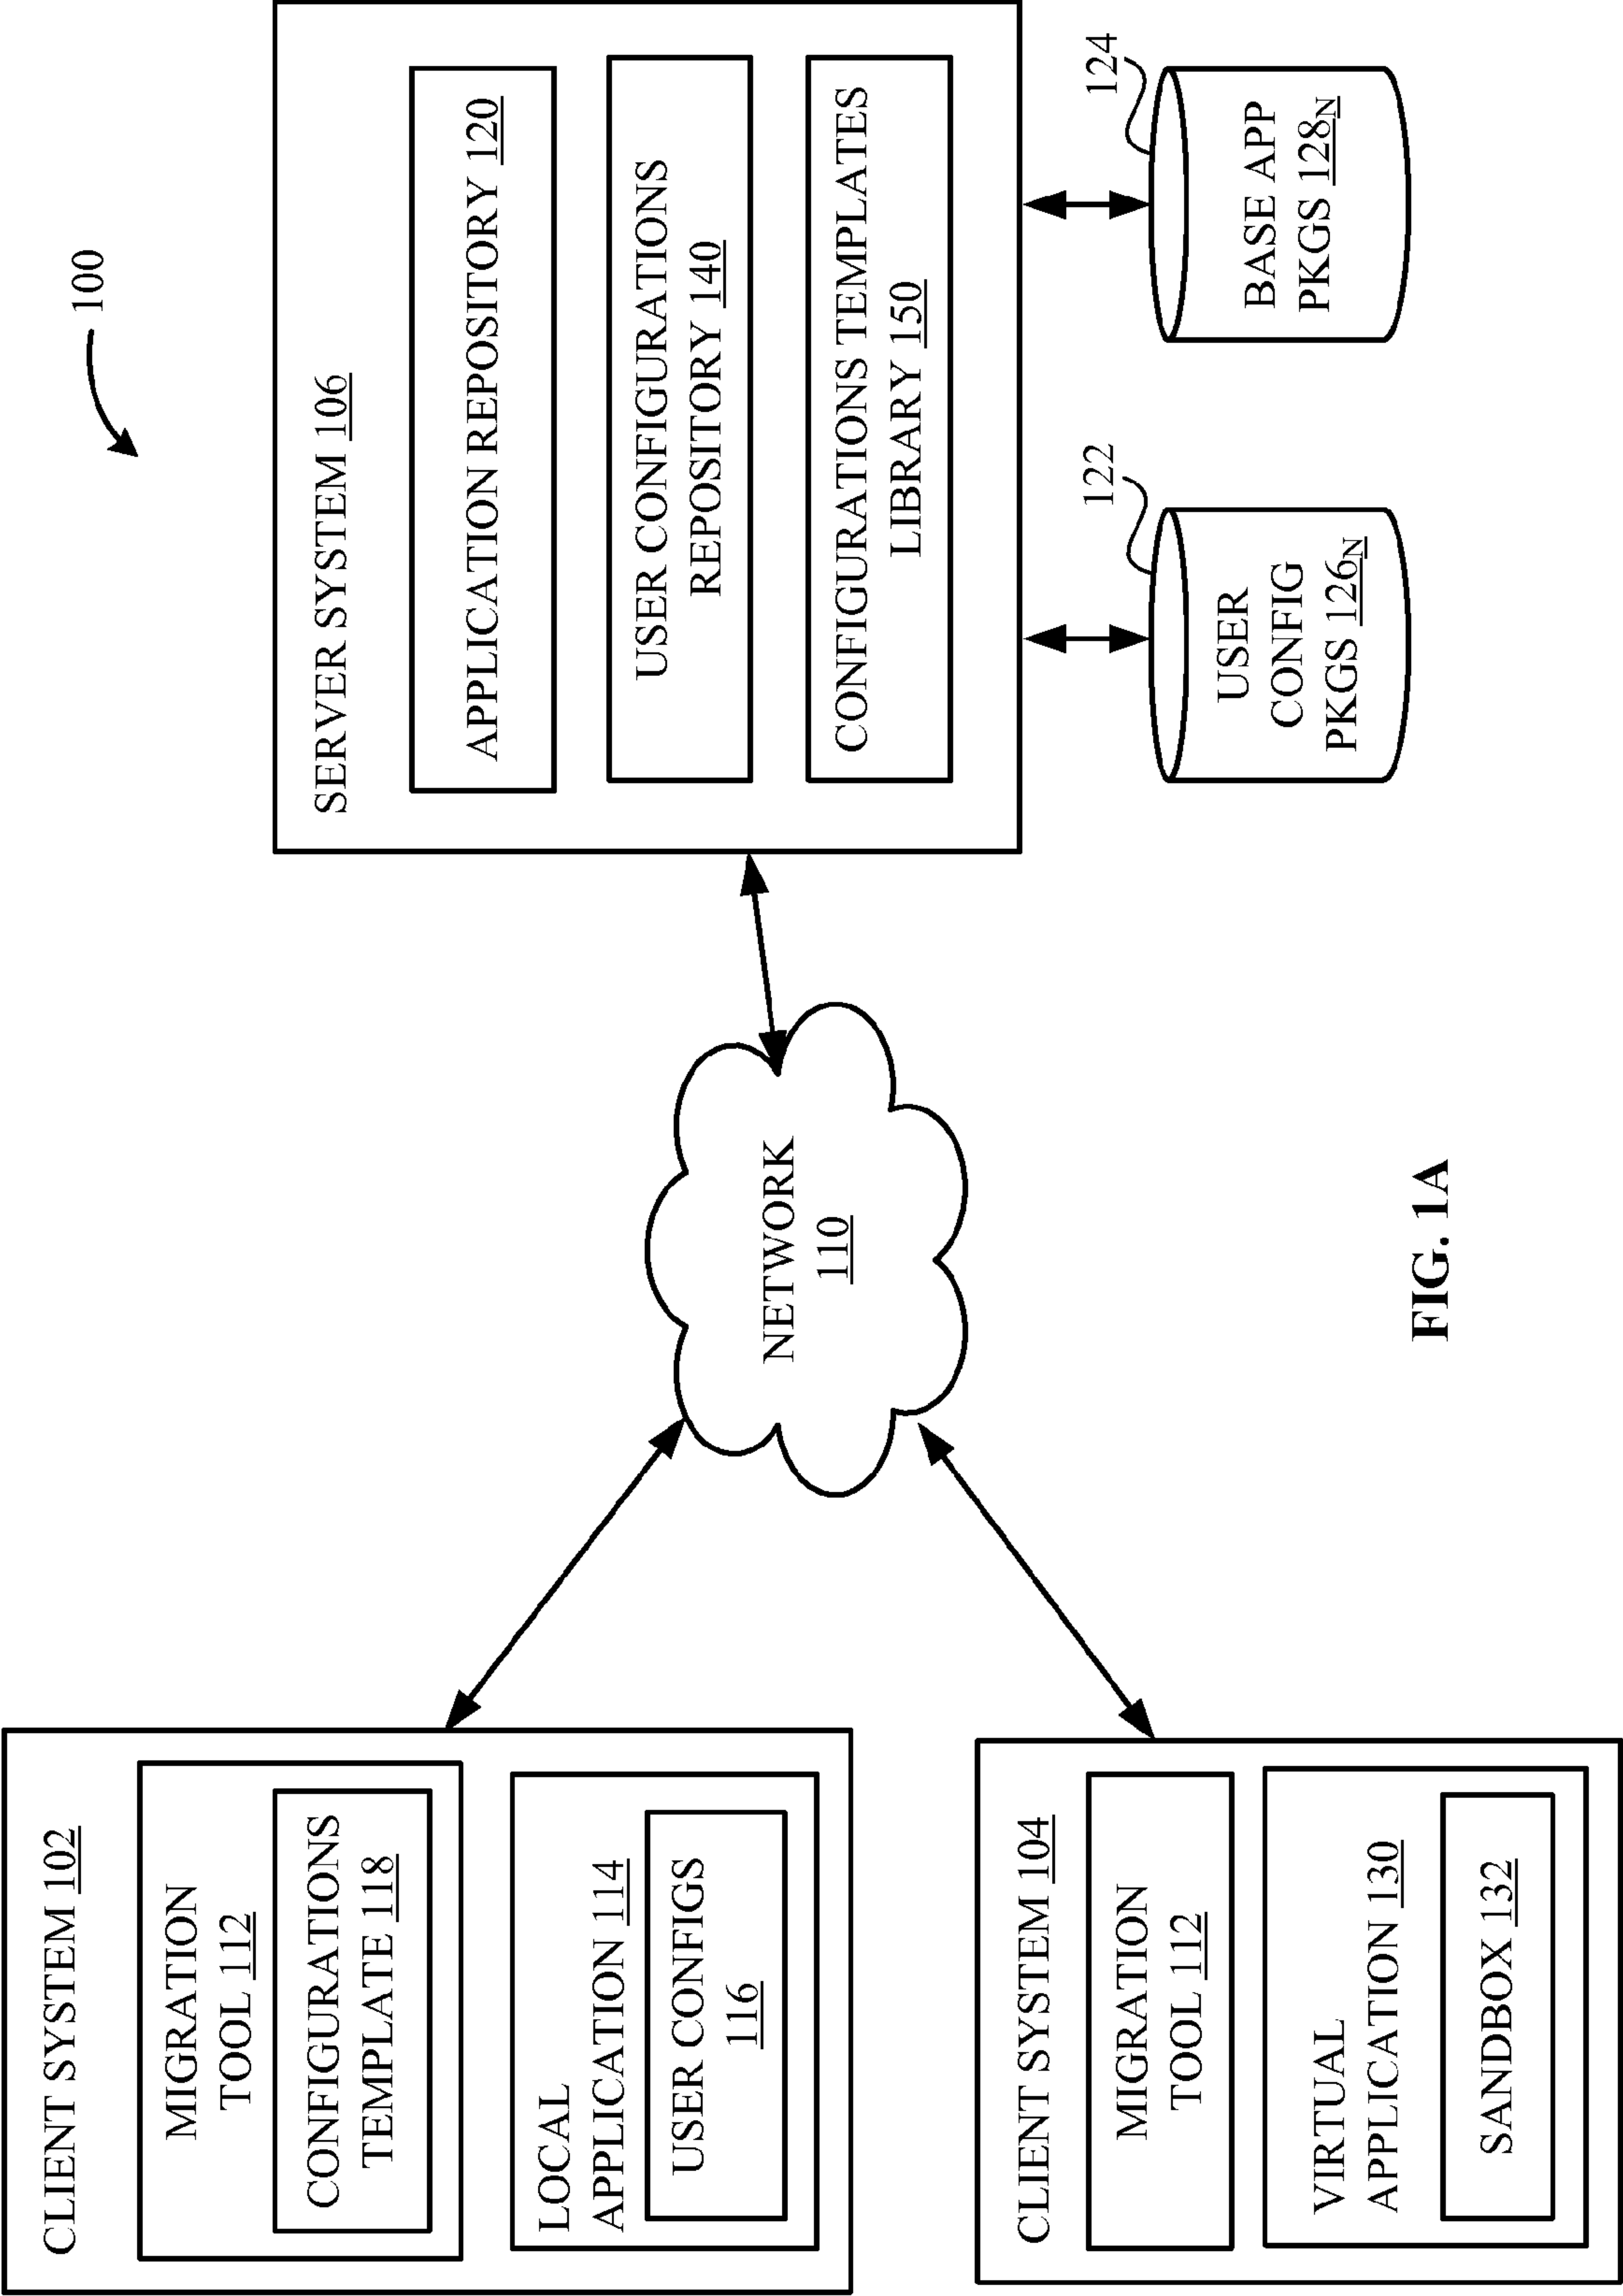 100
CLIENT SYSTEM 102
MIGRATION
TOOL 112
CONFIGURATIONS
TEMPLATE 118
LOCAL
APPLICATION 114
USER CONFIGS
116
CLIENT SYSTEM 104
MIGRATION
TOOL 112
VIRTUAL
APPLICATION 130
SANDBOX 132
NETWORK
110
SERVER SYSTEM 106
APPLICATION REPOSITORY 120
USER CONFIGURATIONS
REPOSITORY 140
CONFIGURATIONS TEMPLATES
LIBRARY 150
122
USER
CONFIG
PKGS 126N
124
BASE APP
PKGS 128N
FIG. 1A